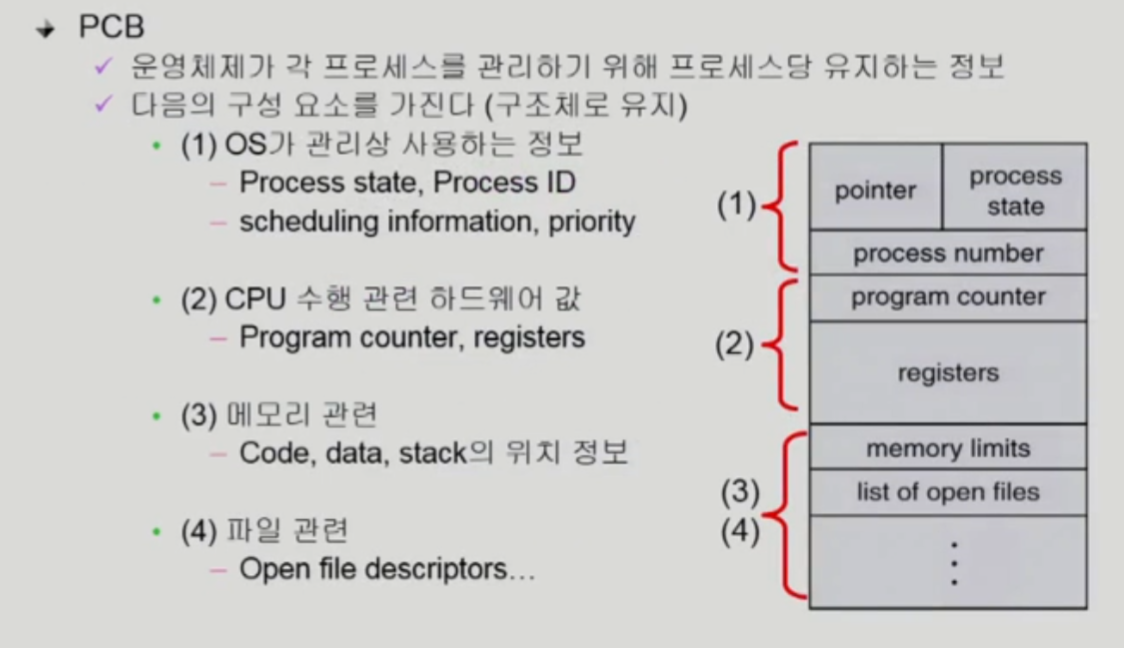 PCB
✓ 운영체제가 각 프로세스를 관리하기 위해 프로세스당 유지하는 정보
✓ 다음의 구성 요소를 가진다 (구조체로 유지)
• (1) OS가 관리상 사용하는 정보
– Process state, Process ID
– scheduling information, priority
• (2) CPU 수행 관련 하드웨어 값
– Program counter, registers
• (3) 메모리 관련
– Code, data, stack의 위치 정보
• (4) 파일 관련
– Open file descriptors…
(1)
pointer
process
state
process number
(2)
program counter
registers
(3)
(4)
memory limits
list of open files